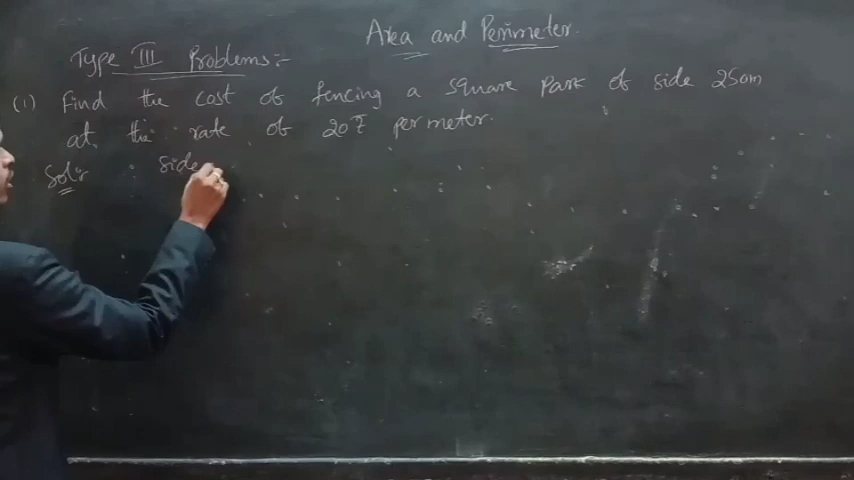 Area and Perimeter.
Type III Problems:-
(1) Find the cost of fencing a square Park of side 250m
at the rate of 20₹ per meter.
Sol:- side